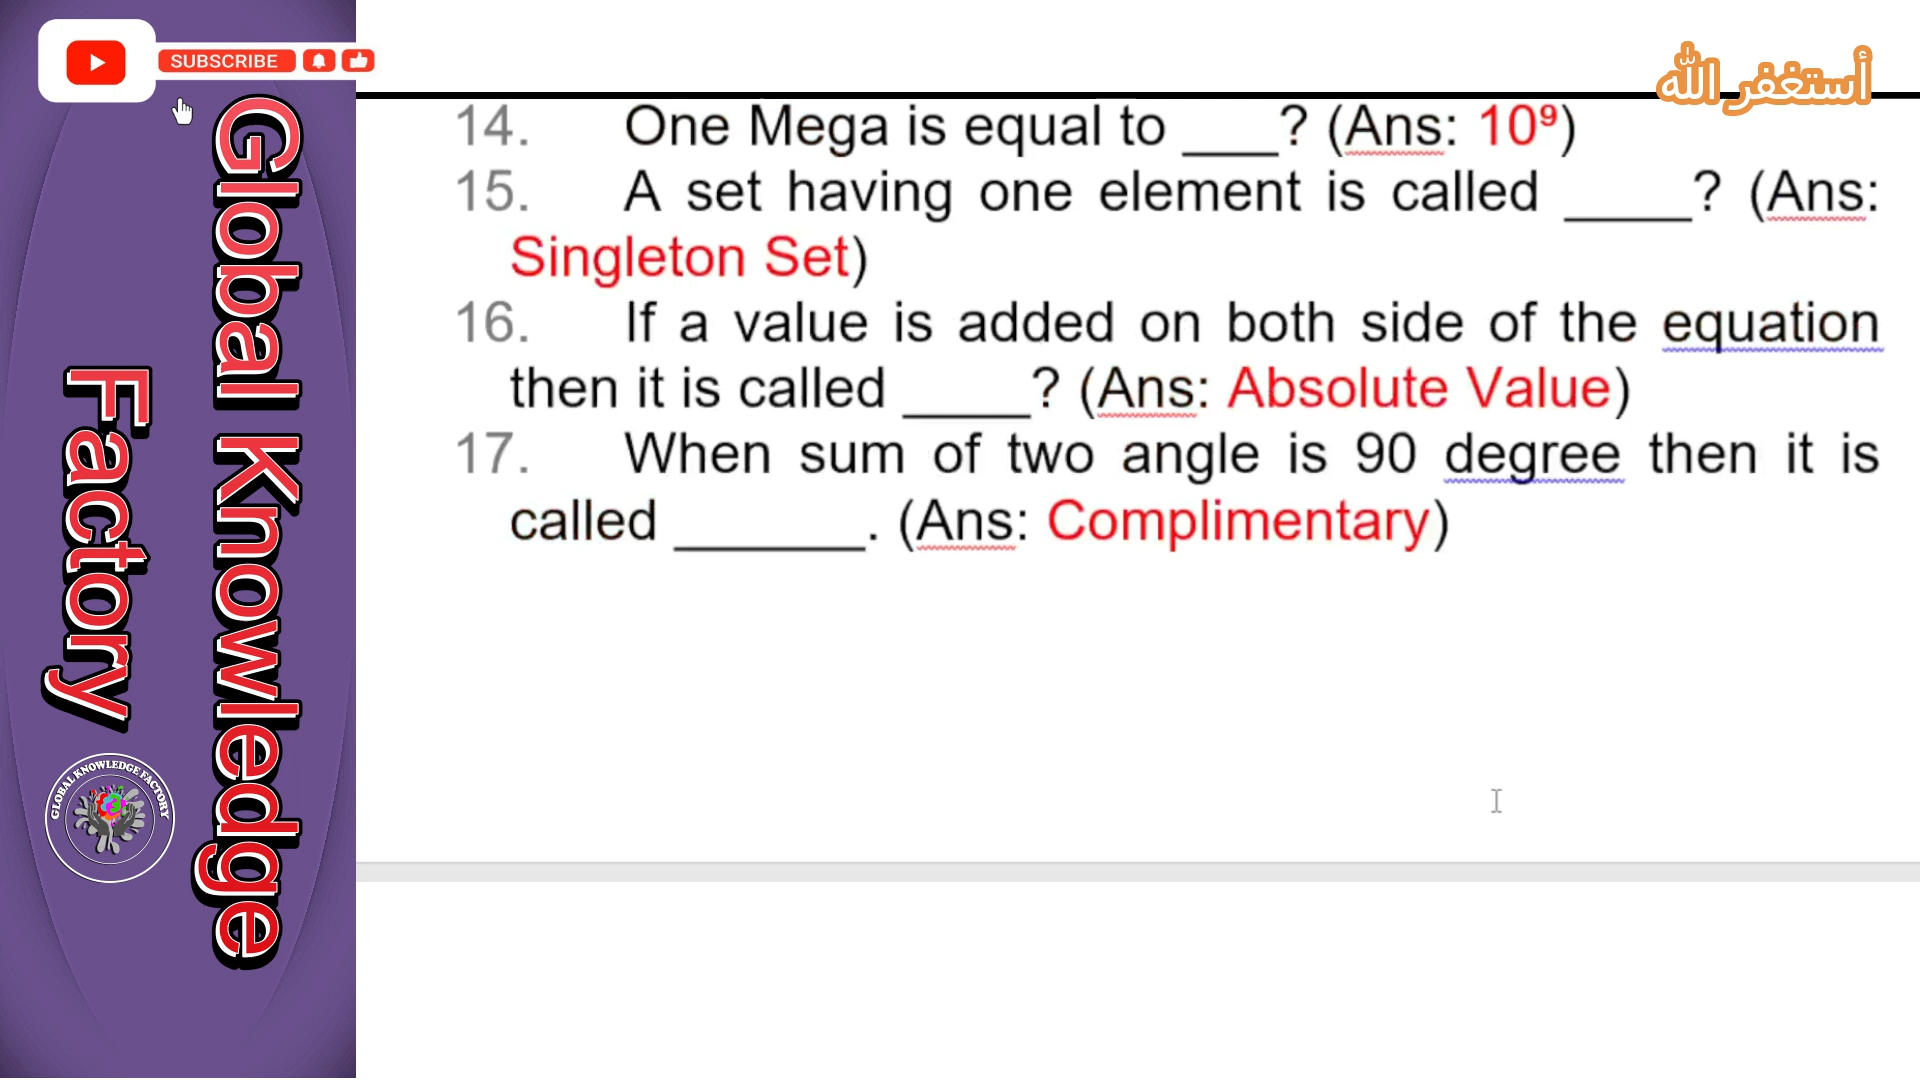 SUBSCRIBE
أستغفر الله
Global Knowledge
Factory
GLOBAL KNOWLEDGE FACTORY
14. One Mega is equal to ___? (Ans: 10⁹)
15. A set having one element is called ____? (Ans:
Singleton Set)
16. If a value is added on both side of the equation
then it is called ____? (Ans: Absolute Value)
17. When sum of two angle is 90 degree then it is
called ______. (Ans: Complimentary)